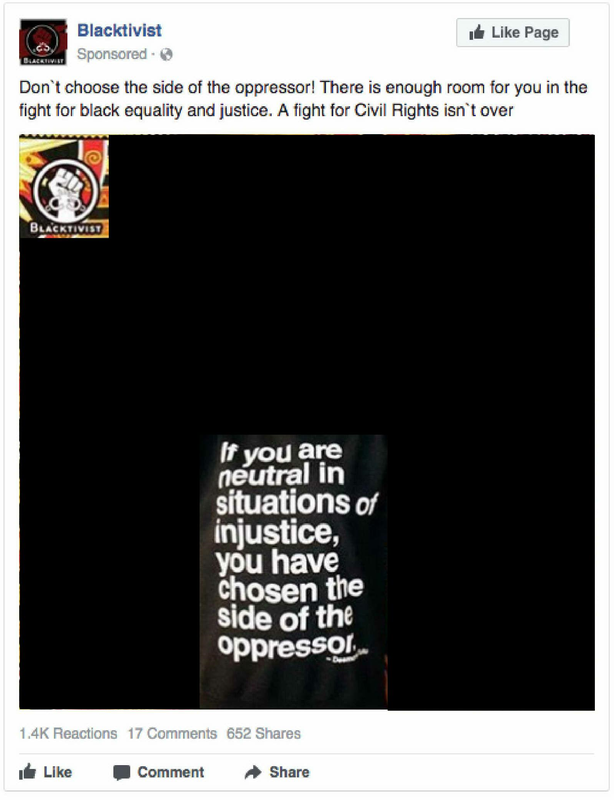 Blacktivist
Sponsored ·
Like Page
BLACKTIVIST
Don`t choose the side of the oppressor! There is enough room for you in the
fight for black equality and justice. A fight for Civil Rights isn`t over
BLACKTIVIST
If you are
neutral in
situations of
injustice,
you have
chosen the
side of the
oppressor.
1.4K Reactions 17 Comments 652 Shares
Like Comment Share